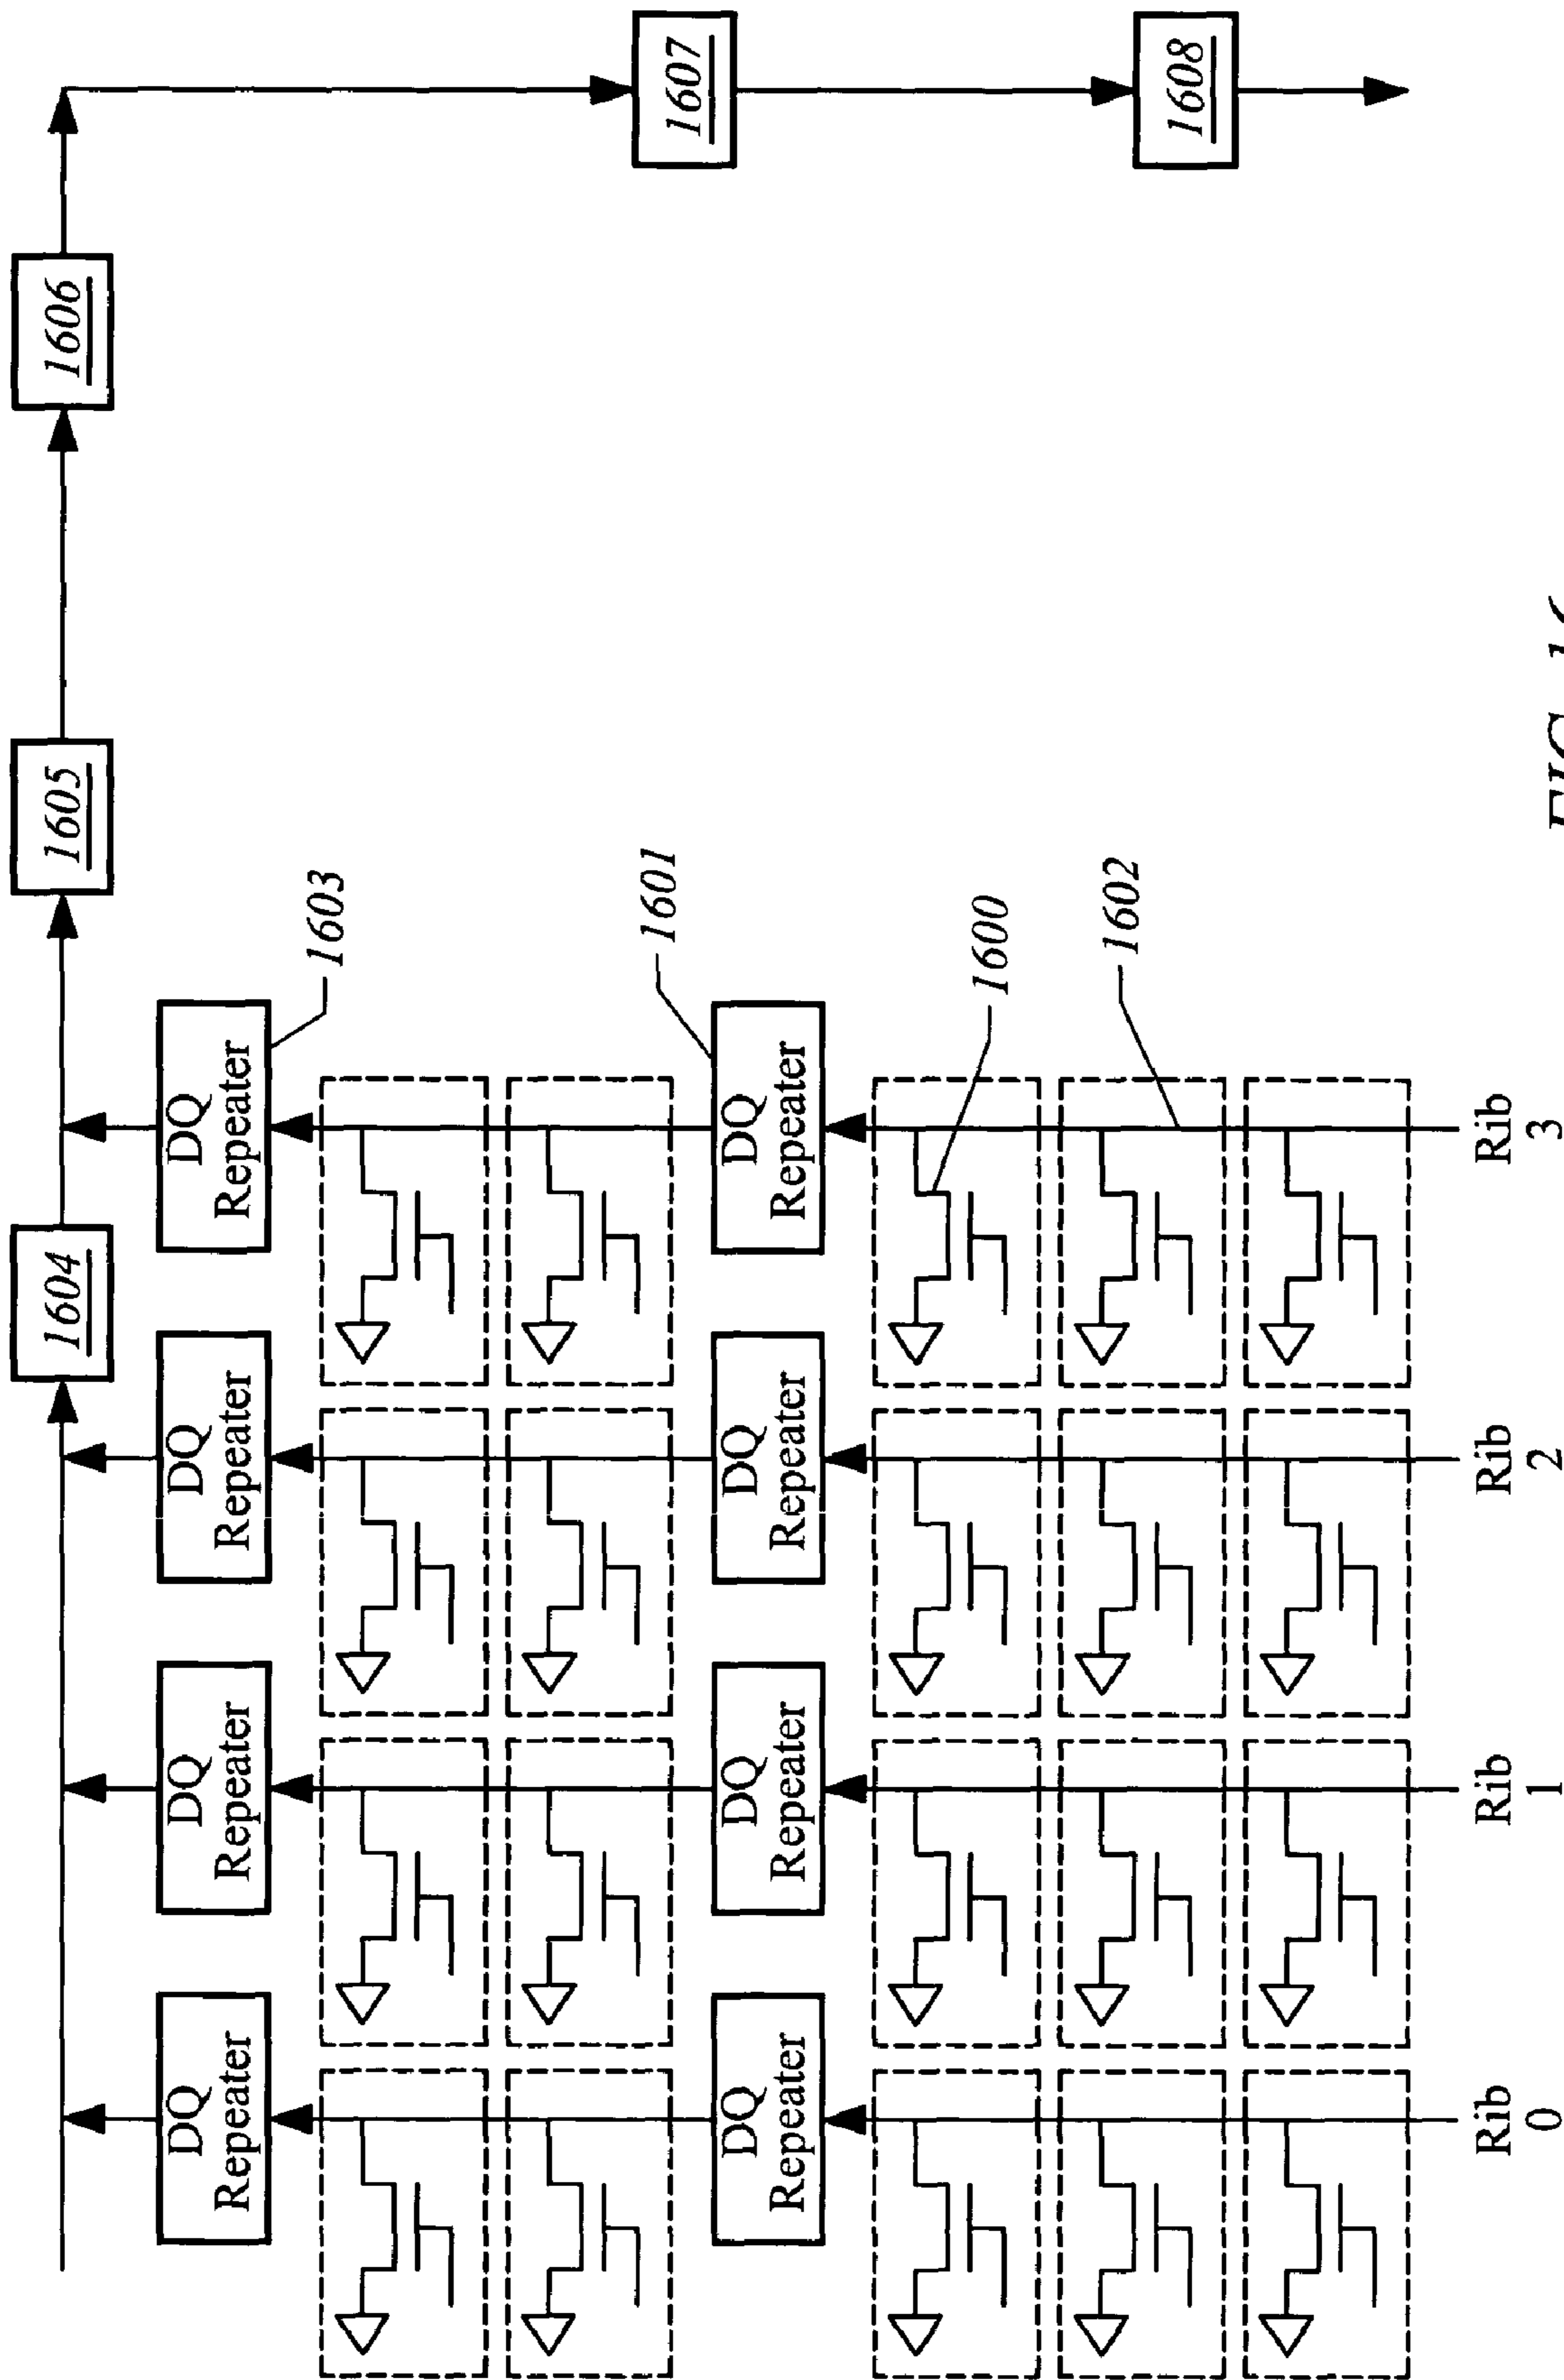 1604
1605
1606
1607
1608
DQ
Repeater
DQ
Repeater
DQ
Repeater
DQ
Repeater
1603
DQ
Repeater
DQ
Repeater
DQ
Repeater
DQ
Repeater
1601
1600
1602
Rib
0
Rib
1
Rib
2
Rib
3